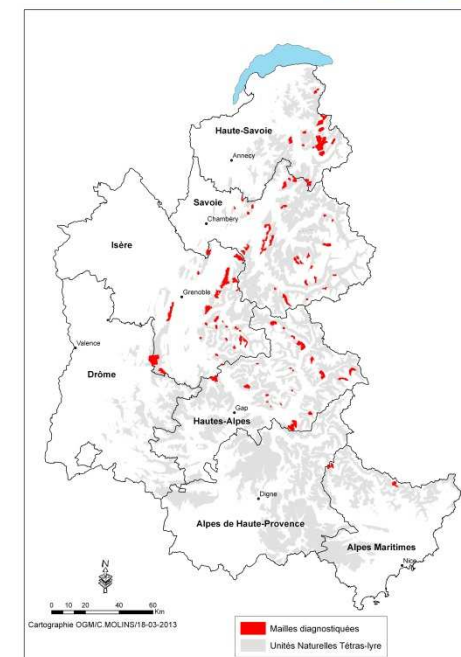 Haute-Savoie
Annecy
Savoie
Chambéry
Isère
Grenoble
Valence
Drôme
Gap
Hautes-Alpes
Digne
Alpes de Haute-Provence
Alpes Maritimes
Nice
N
0 10 20 40 60
Km
Cartographie OGM/C.MOLINS/18-03-2013
Mailles diagnostiquées
Unités Naturelles Tétras-lyre